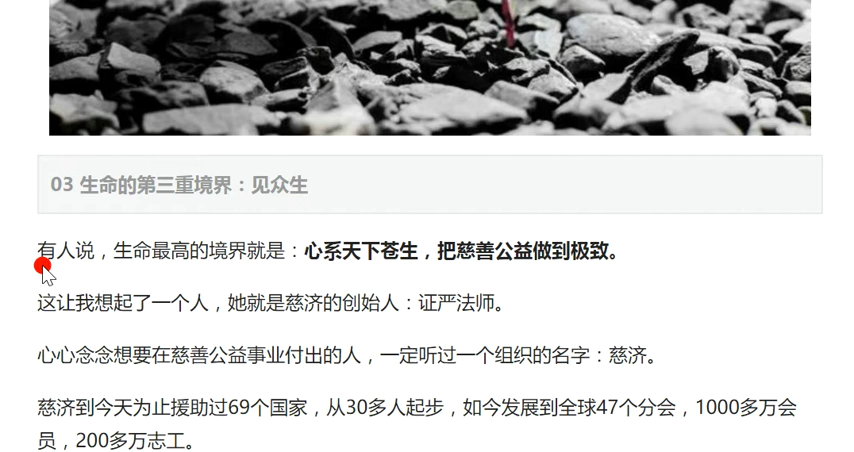 03 生命的第三重境界：见众生
有人说，生命最高的境界就是：心系天下苍生，把慈善公益做到极致。
这让我想起了一个人，她就是慈济的创始人：证严法师。
心心念念想要在慈善公益事业付出的人，一定听过一个组织的名字：慈济。
慈济到今天为止援助过69个国家，从30多人起步，如今发展到全球47个分会，1000多万会
员，200多万志工。